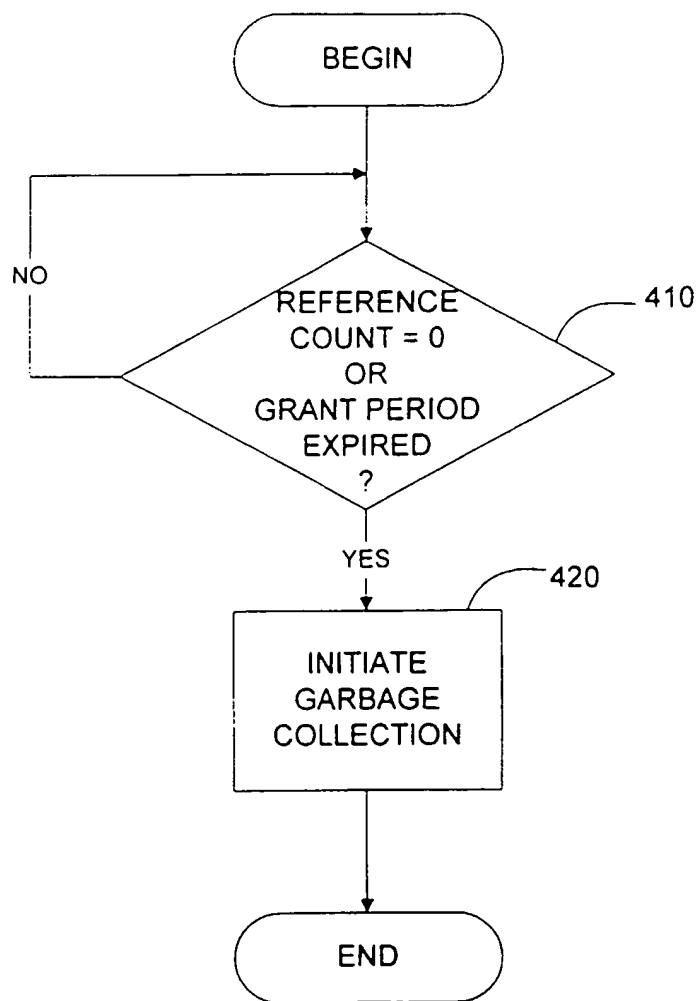 BEGIN
NO
REFERENCE
COUNT = 0
OR
GRANT PERIOD
EXPIRED
?
410
YES
420
INITIATE
GARBAGE
COLLECTION
END